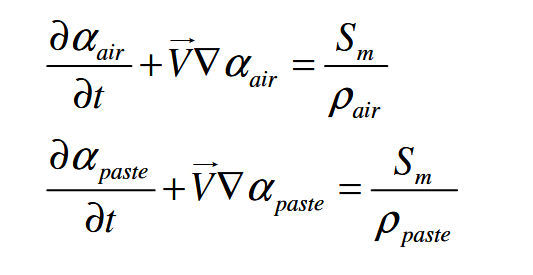 ∂α_air/∂t + V⃗∇α_air = S_m/ρ_air
∂α_paste/∂t + V⃗∇α_paste = S_m/ρ_paste